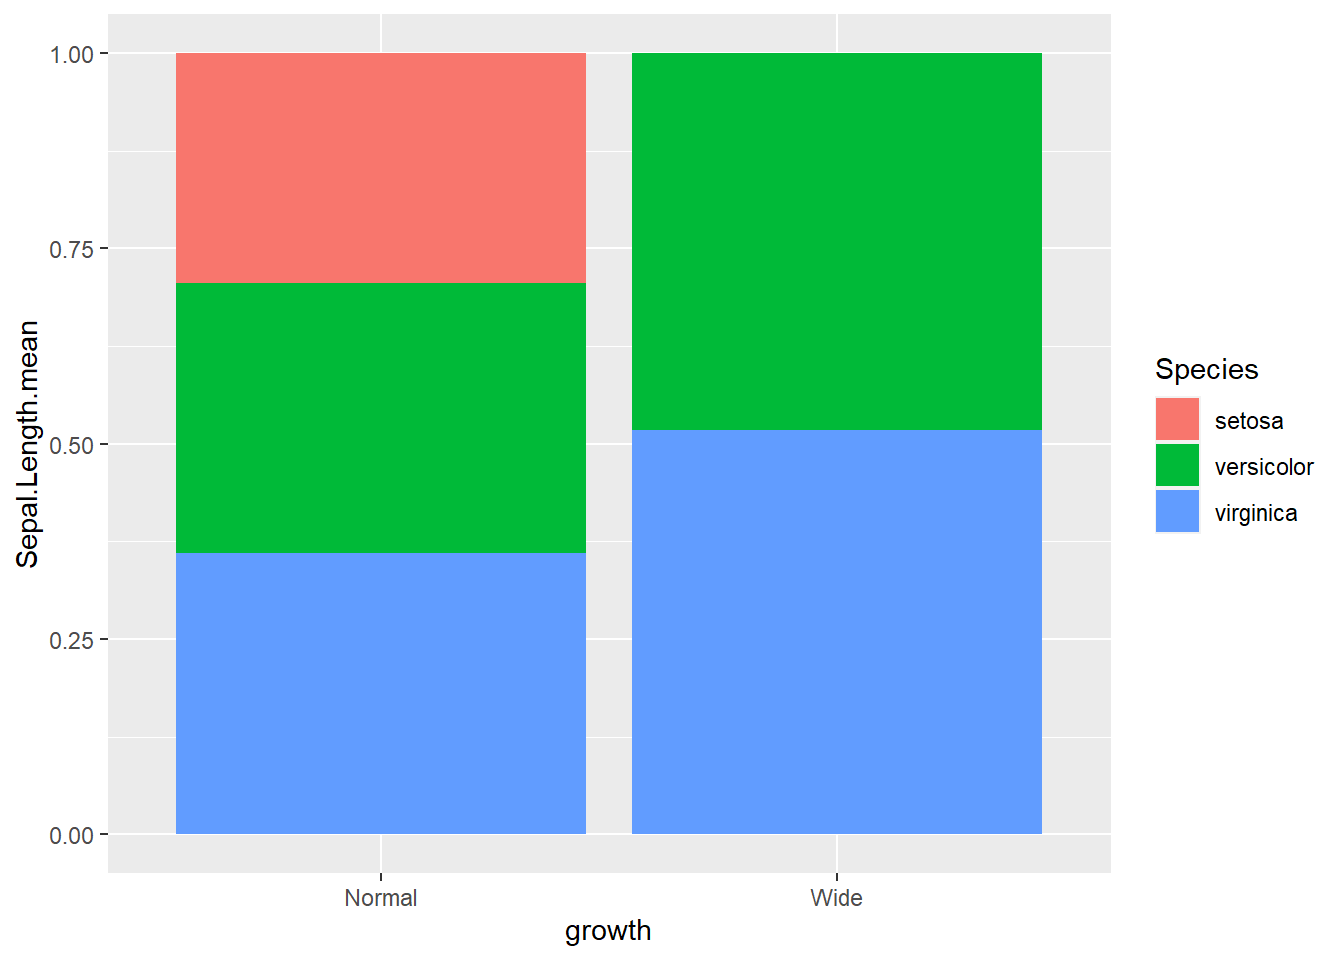 1.00
0.75
0.50
0.25
0.00
Sepal.Length.mean
Normal
Wide
growth
Species
setosa
versicolor
virginica